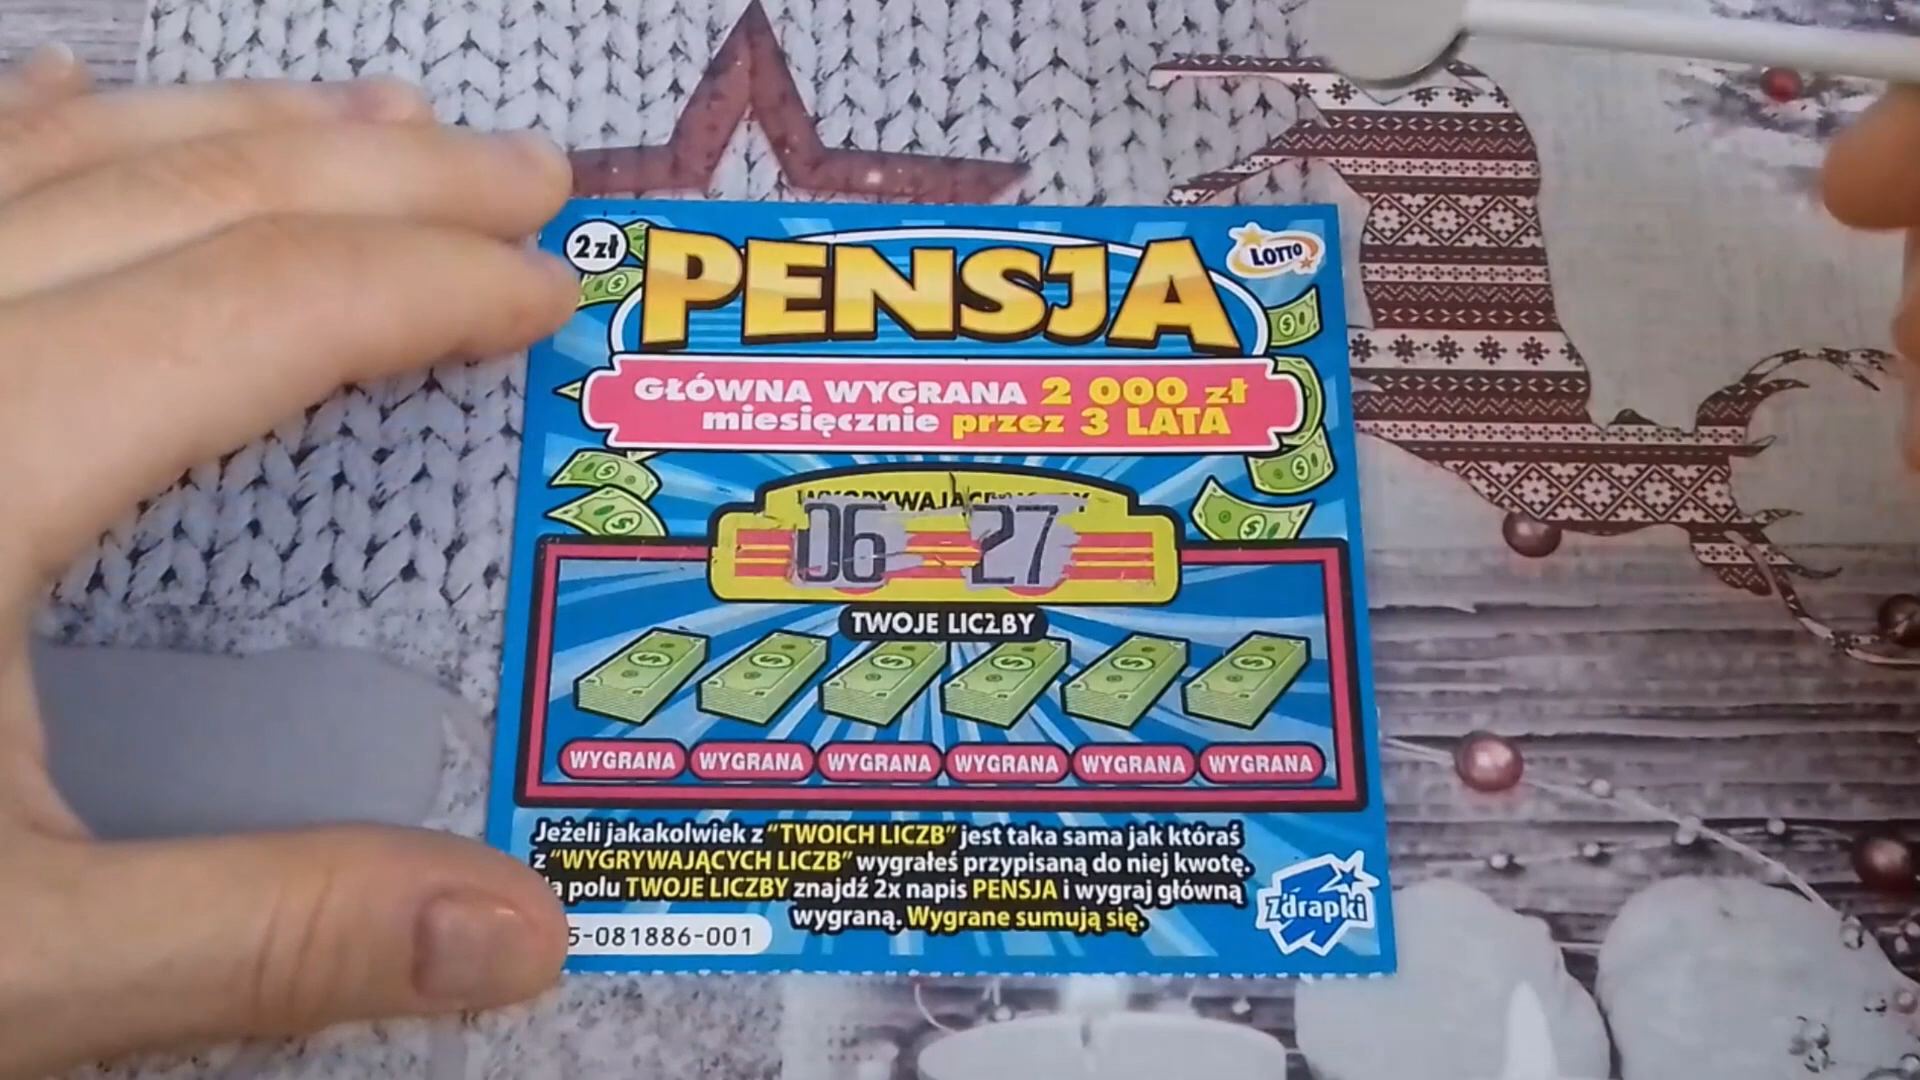 2 zł
PENSJA
LOTTO
GŁÓWNA WYGRANA 2 000 zł
miesięcznie przez 3 LATA
06 27
TWOJE LICZBY
WYGRANA WYGRANA WYGRANA WYGRANA WYGRANA WYGRANA
Jeżeli jakakolwiek z "TWOICH LICZB" jest taka sama jak któraś
z "WYGRYWAJĄCYCH LICZB" wygrałeś przypisaną do niej kwotę.
polu TWOJE LICZBY znajdź 2x napis PENSJA i wygraj główną
wygraną. Wygrane sumują się.
5-081886-001
Zdrapki